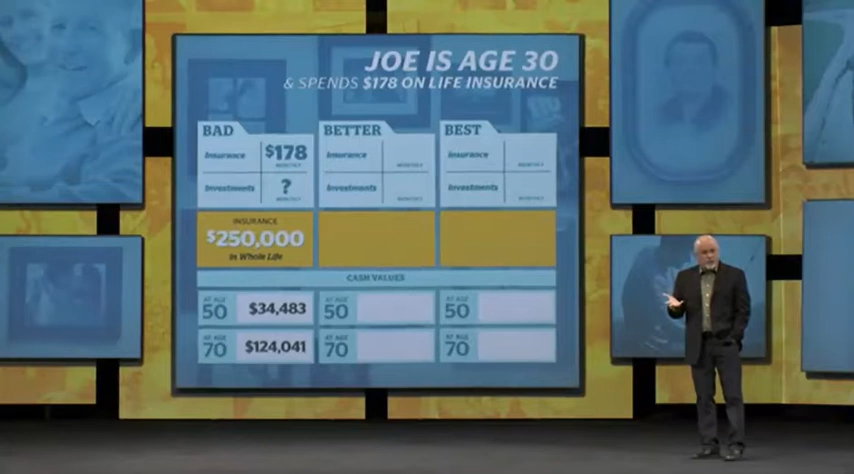 JOE IS AGE 30
& SPENDS $178 ON LIFE INSURANCE
BAD
Insurance $178
MONTHLY
Investments ?
MONTHLY
INSURANCE
$250,000
in Whole Life
BETTER
Insurance
MONTHLY
Investments
MONTHLY
BEST
Insurance
MONTHLY
Investments
MONTHLY
CASH VALUES
AT AGE
50 $34,483
AT AGE
50
AT AGE
50
AT AGE
70 $124,041
AT AGE
70
AT AGE
70